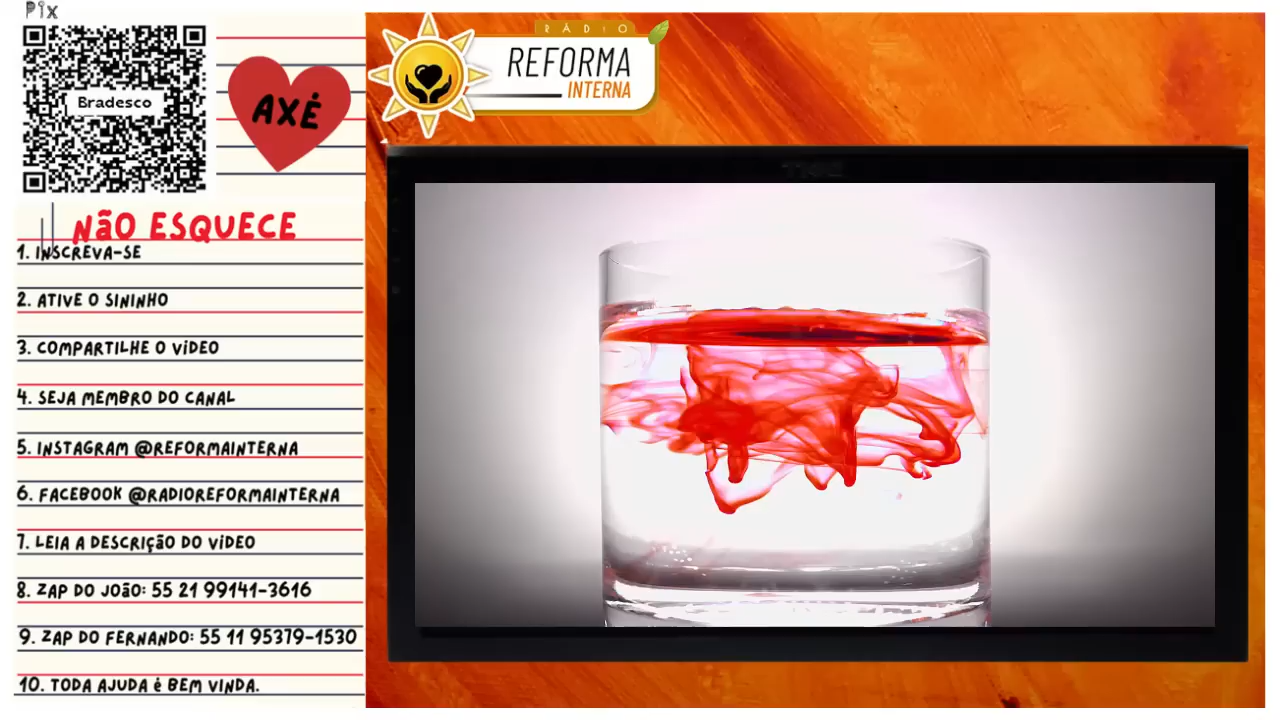 Pix
Bradesco
AXÉ
NÃO ESQUECE
1. INSCREVA-SE
2. ATIVE O SININHO
3. COMPARTILHE O VÍDEO
4. SEJA MEMBRO DO CANAL
5. INSTAGRAM @REFORMAINTERNA
6. FACEBOOK @RADIOREFORMAINTERNA
7. LEIA A DESCRIÇÃO DO VÍDEO
8. ZAP DO JOÃO: 55 21 99141-3616
9. ZAP DO FERNANDO: 55 11 95379-1530
10. TODA AJUDA É BEM VINDA.
RÁDIO
REFORMA
INTERNA